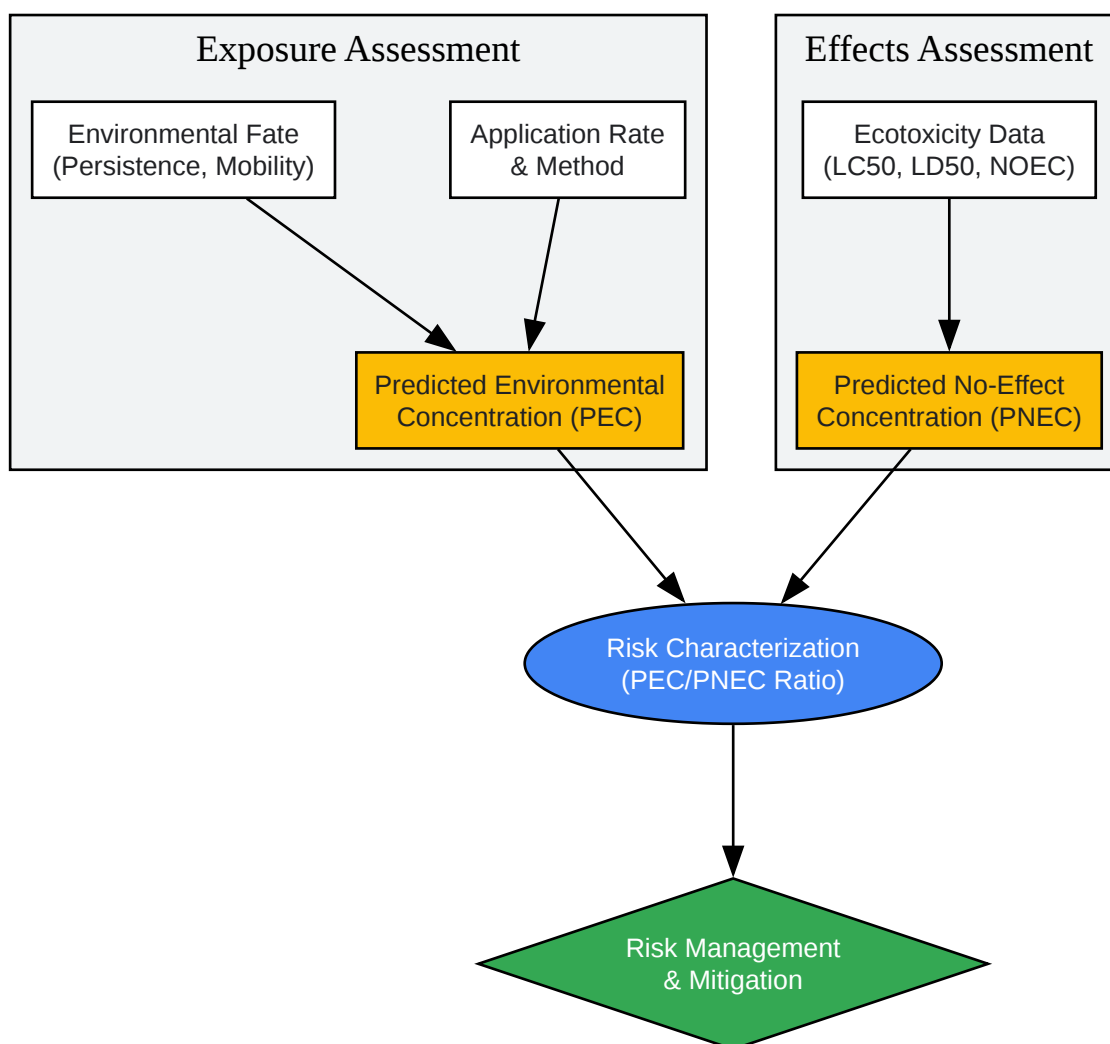 Exposure Assessment
Effects Assessment
Environmental Fate
(Persistence, Mobility)
Application Rate
& Method
Ecotoxicity Data
(LC50, LD50, NOEC)
Predicted Environmental
Concentration (PEC)
Predicted No-Effect
Concentration (PNEC)
Risk Characterization
(PEC/PNEC Ratio)
Risk Management
& Mitigation